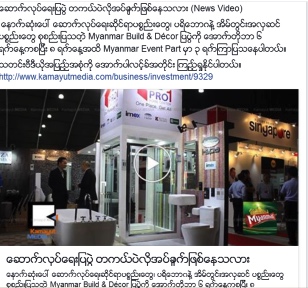 ဆောက်လုပ်ရေးပြပွဲ တကယ်ပဲလိုအပ်ချက်ဖြစ်နေသလား (News Video)
နောက်ဆုံးပေါ် ဆောက်လုပ်ရေးဆိုင်ရာပစ္စည်းတွေ၊ ပရိဘောဂနဲ့ အိမ်တွင်းအလှဆင်
ပစ္စည်းတွေ စုစည်းပြသတဲ့ Myanmar Build & Décor ပြပွဲကို အောက်တိုဘာ ၆
ရက်နေ့ကစပြီး ၈ ရက်နေ့အထိ Myanmar Event Park မှာ ၃ ရက်ကြာပြသနေပါတယ်။
သတင်းဗီဒီယိုအပြည့်အစုံကို အောက်ပါလင့်ခ်အတိုင်း ကြည့်ရှုနိုင်ပါတယ်။
http://www.kamayutmedia.com/business/investment/9329
PRO
Singapore
Kamayut
Myanmar
ဆောက်လုပ်ရေးပြပွဲ တကယ်ပဲလိုအပ်ချက်ဖြစ်နေသလား
နောက်ဆုံးပေါ် ဆောက်လုပ်ရေးဆိုင်ရာပစ္စည်းတွေ၊ ပရိဘောဂနဲ့ အိမ်တွင်းအလှဆင် ပစ္စည်းတွေ
စုစည်းပြသတဲ့ Myanmar Build & Décor ပြပွဲကို အောက်တိုဘာ ၆ ရက်နေ့ကစပြီး ၈